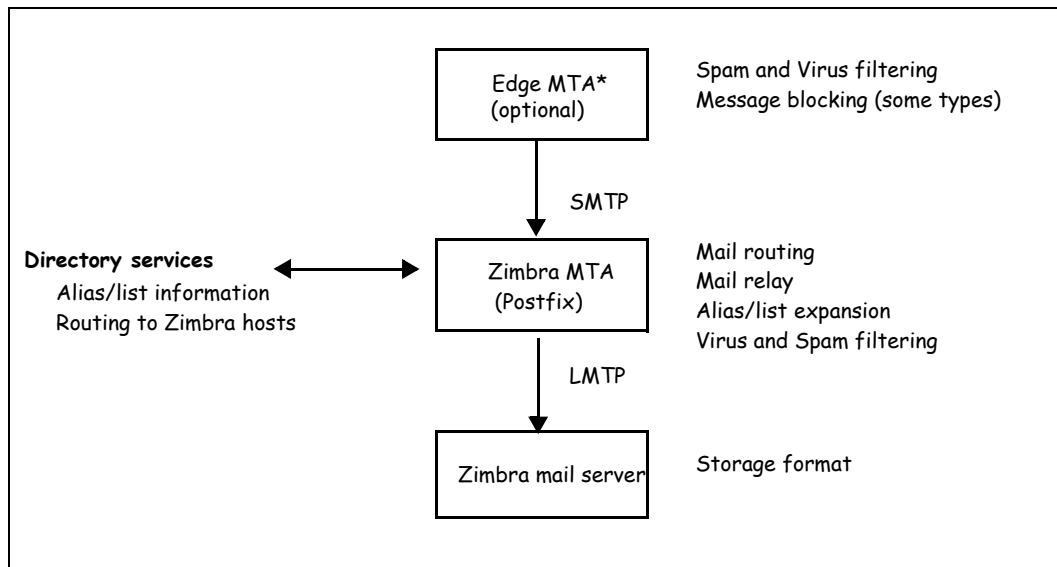 Edge MTA*
(optional)
Spam and Virus filtering
Message blocking (some types)
SMTP
Directory services
Alias/list information
Routing to Zimbra hosts
Zimbra MTA
(Postfix)
Mail routing
Mail relay
Alias/list expansion
Virus and Spam filtering
LMTP
Zimbra mail server
Storage format